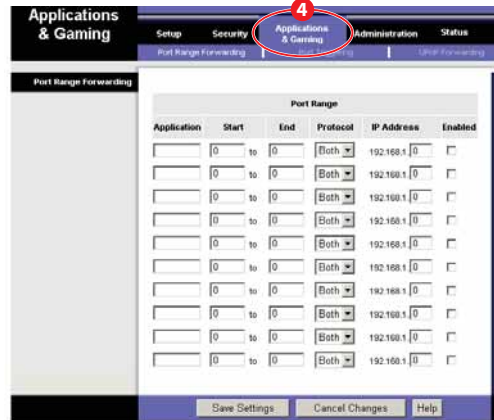 4
Applications & Gaming
Setup Security Applications & Gaming Administration Status
Port Range Forwarding Port Triggering UPnP Forwarding
Port Range Forwarding
Port Range
Application Start End Protocol IP Address Enabled
0 to 0 Both 192.168.1. 0
0 to 0 Both 192.168.1. 0
0 to 0 Both 192.168.1. 0
0 to 0 Both 192.168.1. 0
0 to 0 Both 192.168.1. 0
0 to 0 Both 192.168.1. 0
0 to 0 Both 192.168.1. 0
0 to 0 Both 192.168.1. 0
0 to 0 Both 192.168.1. 0
0 to 0 Both 192.168.1. 0
Save Settings Cancel Changes Help